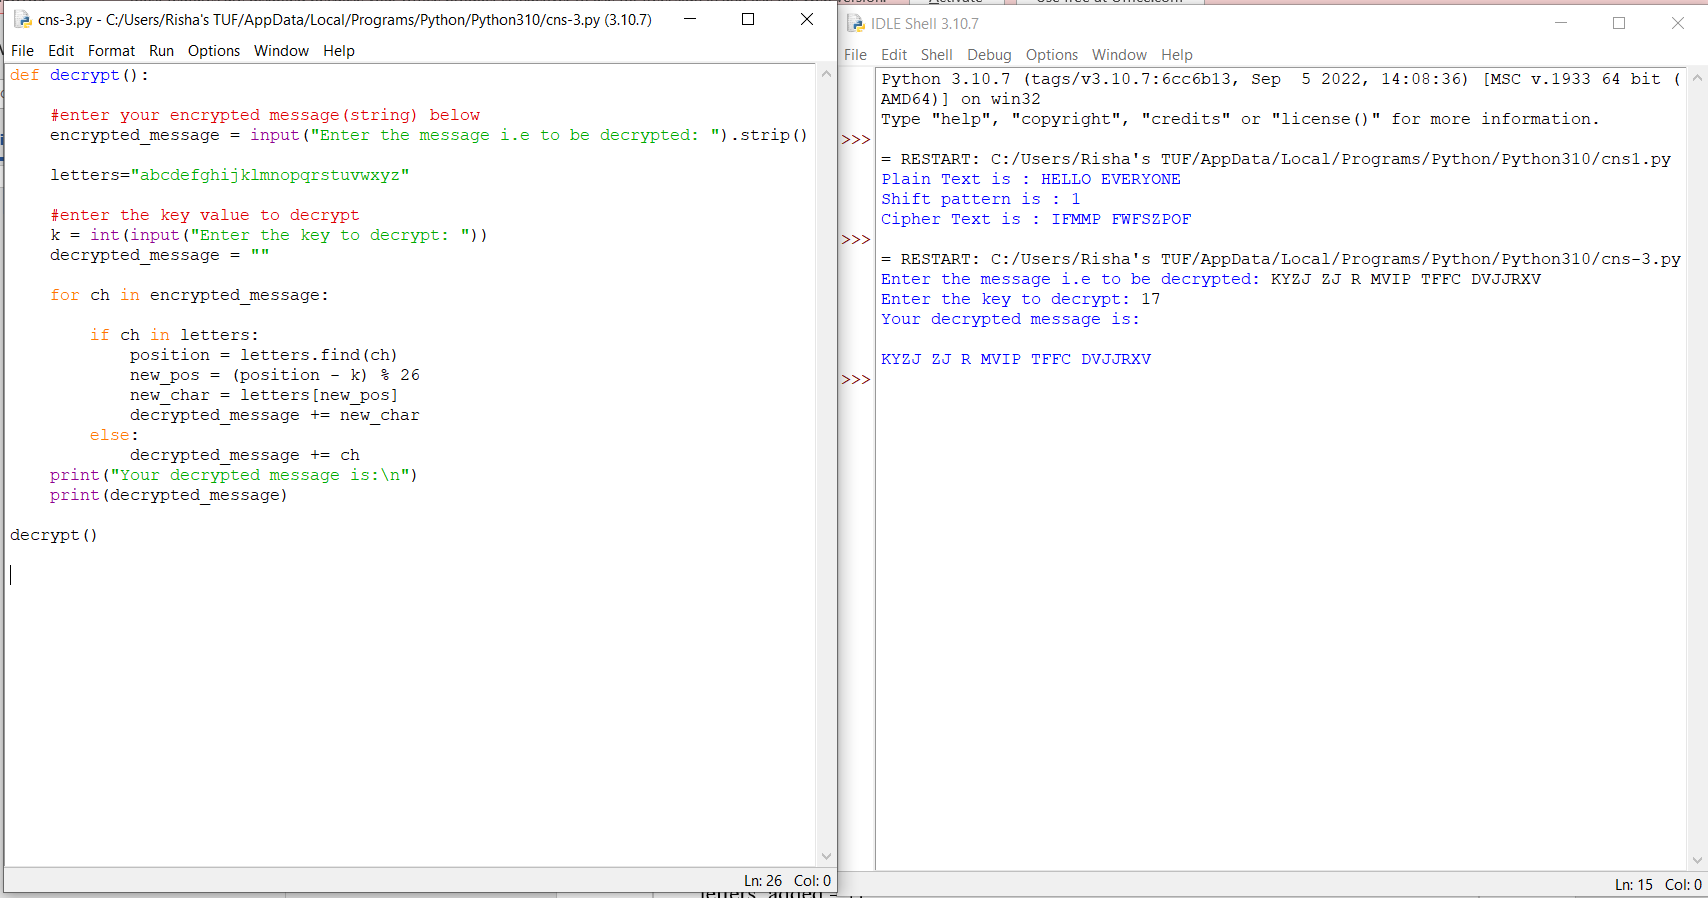 cns-3.py - C:/Users/Risha's TUF/AppData/Local/Programs/Python/Python310/cns-3.py (3.10.7)
File Edit Format Run Options Window Help
def decrypt():
    #enter your encrypted message(string) below
    encrypted_message = input("Enter the message i.e to be decrypted: ").strip()
    letters="abcdefghijklmnopqrstuvwxyz"
    #enter the key value to decrypt
    k = int(input("Enter the key to decrypt: "))
    decrypted_message = ""
    for ch in encrypted_message:
        if ch in letters:
            position = letters.find(ch)
            new_pos = (position - k) % 26
            new_char = letters[new_pos]
            decrypted_message += new_char
        else:
            decrypted_message += ch
    print("Your decrypted message is:\n")
    print(decrypted_message)
decrypt()
Ln: 26 Col: 0
IDLE Shell 3.10.7
File Edit Shell Debug Options Window Help
Python 3.10.7 (tags/v3.10.7:6cc6b13, Sep  5 2022, 14:08:36) [MSC v.1933 64 bit (
AMD64)] on win32
Type "help", "copyright", "credits" or "license()" for more information.
>>>
= RESTART: C:/Users/Risha's TUF/AppData/Local/Programs/Python/Python310/cns1.py
Plain Text is : HELLO EVERYONE
Shift pattern is : 1
Cipher Text is : IFMMP FWFSZPOF
>>>
= RESTART: C:/Users/Risha's TUF/AppData/Local/Programs/Python/Python310/cns-3.py
Enter the message i.e to be decrypted: KYZJ ZJ R MVIP TFFC DVJJRXV
Enter the key to decrypt: 17
Your decrypted message is:
KYZJ ZJ R MVIP TFFC DVJJRXV
>>>
Ln: 15 Col: 0